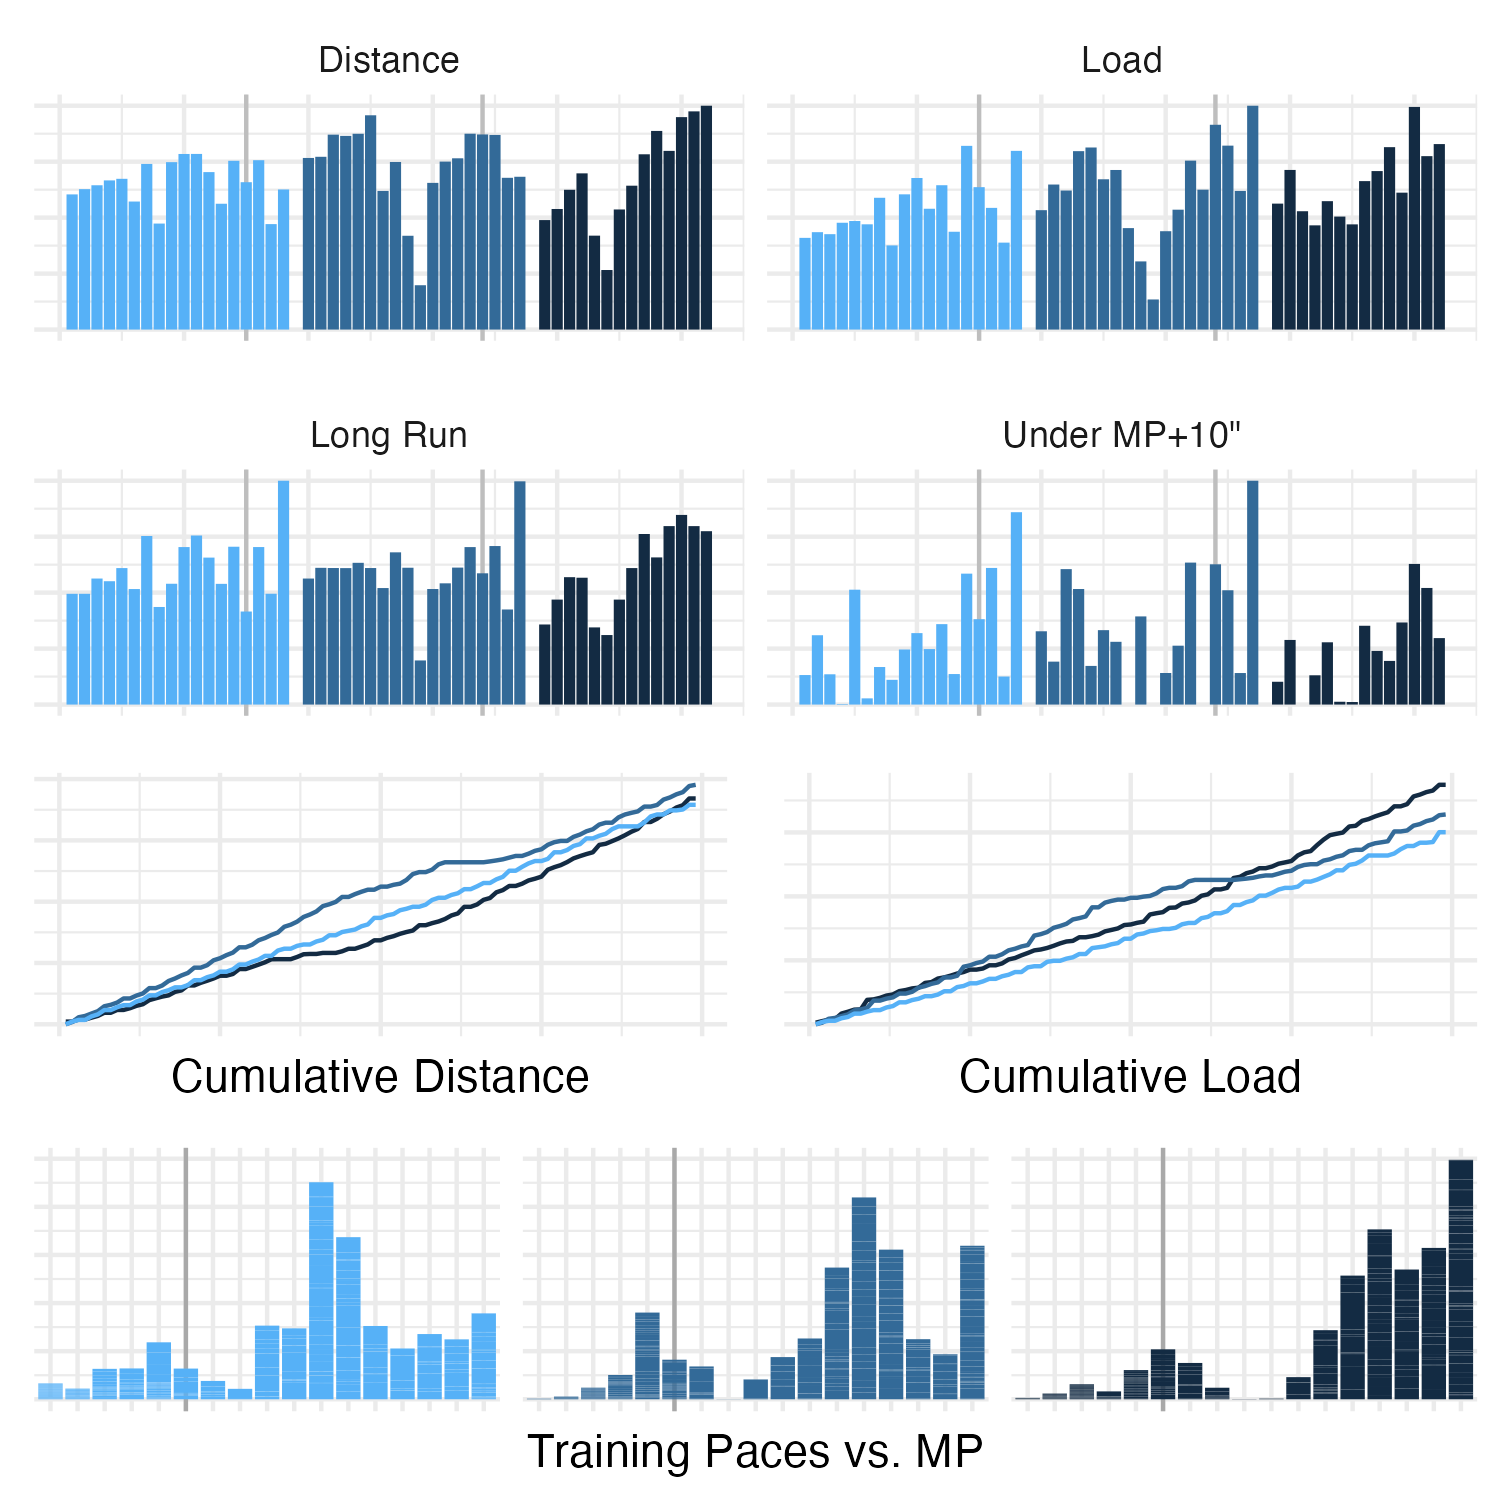 Distance
Load
Long Run
Under MP+10"
Cumulative Distance
Cumulative Load
Training Paces vs. MP